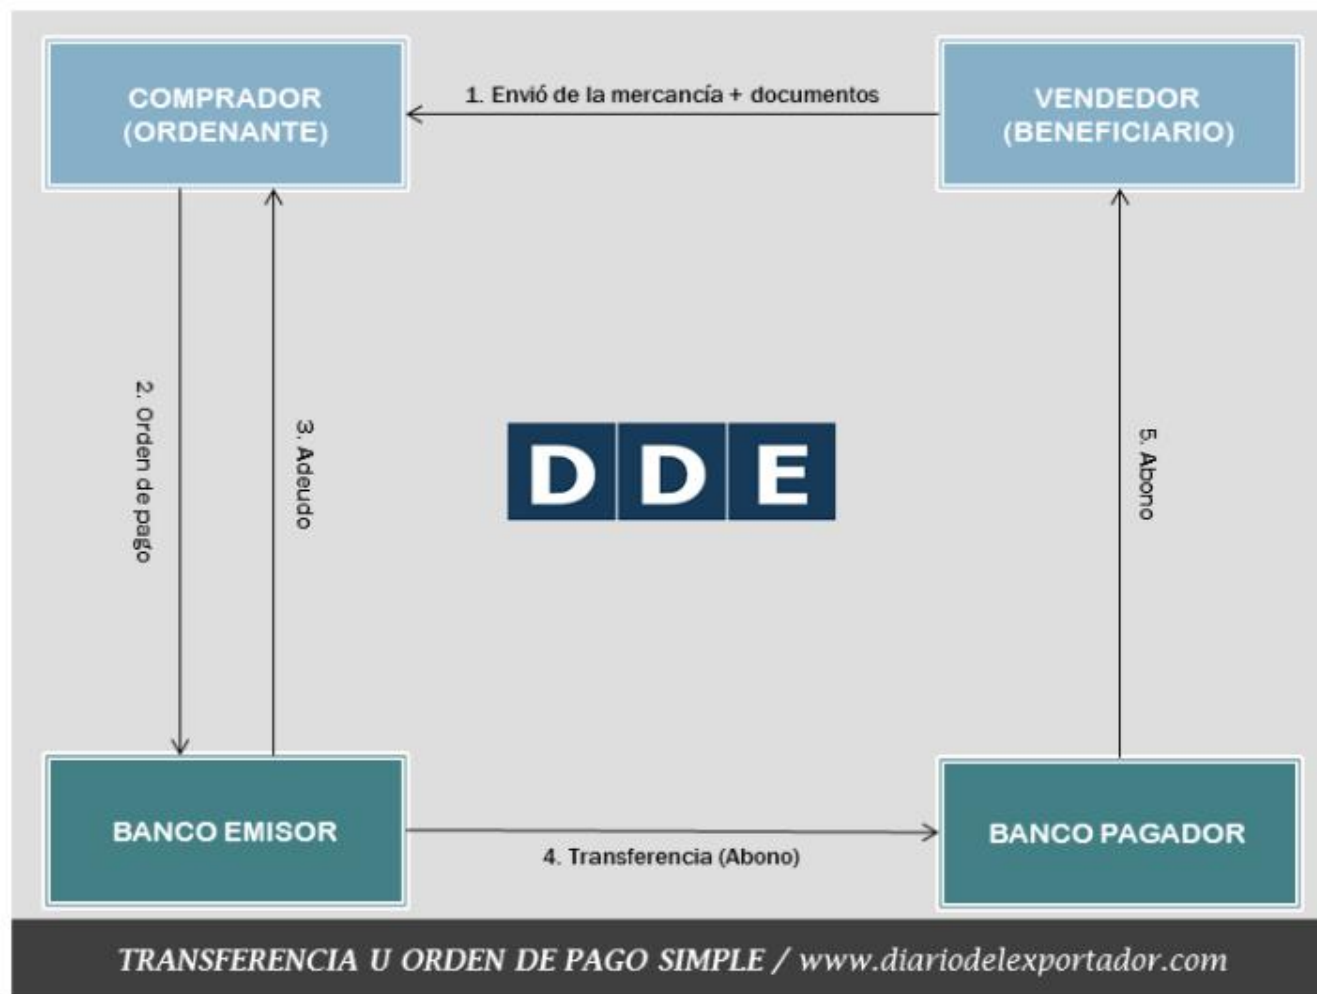 COMPRADOR
(ORDENANTE)
1. Envió de la mercancía + documentos
VENDEDOR
(BENEFICIARIO)
2. Orden de pago
3. Adeudo
DDE
5. Abono
BANCO EMISOR
4. Transferencia (Abono)
BANCO PAGADOR
TRANSFERENCIA U ORDEN DE PAGO SIMPLE / www.diariodelexportador.com